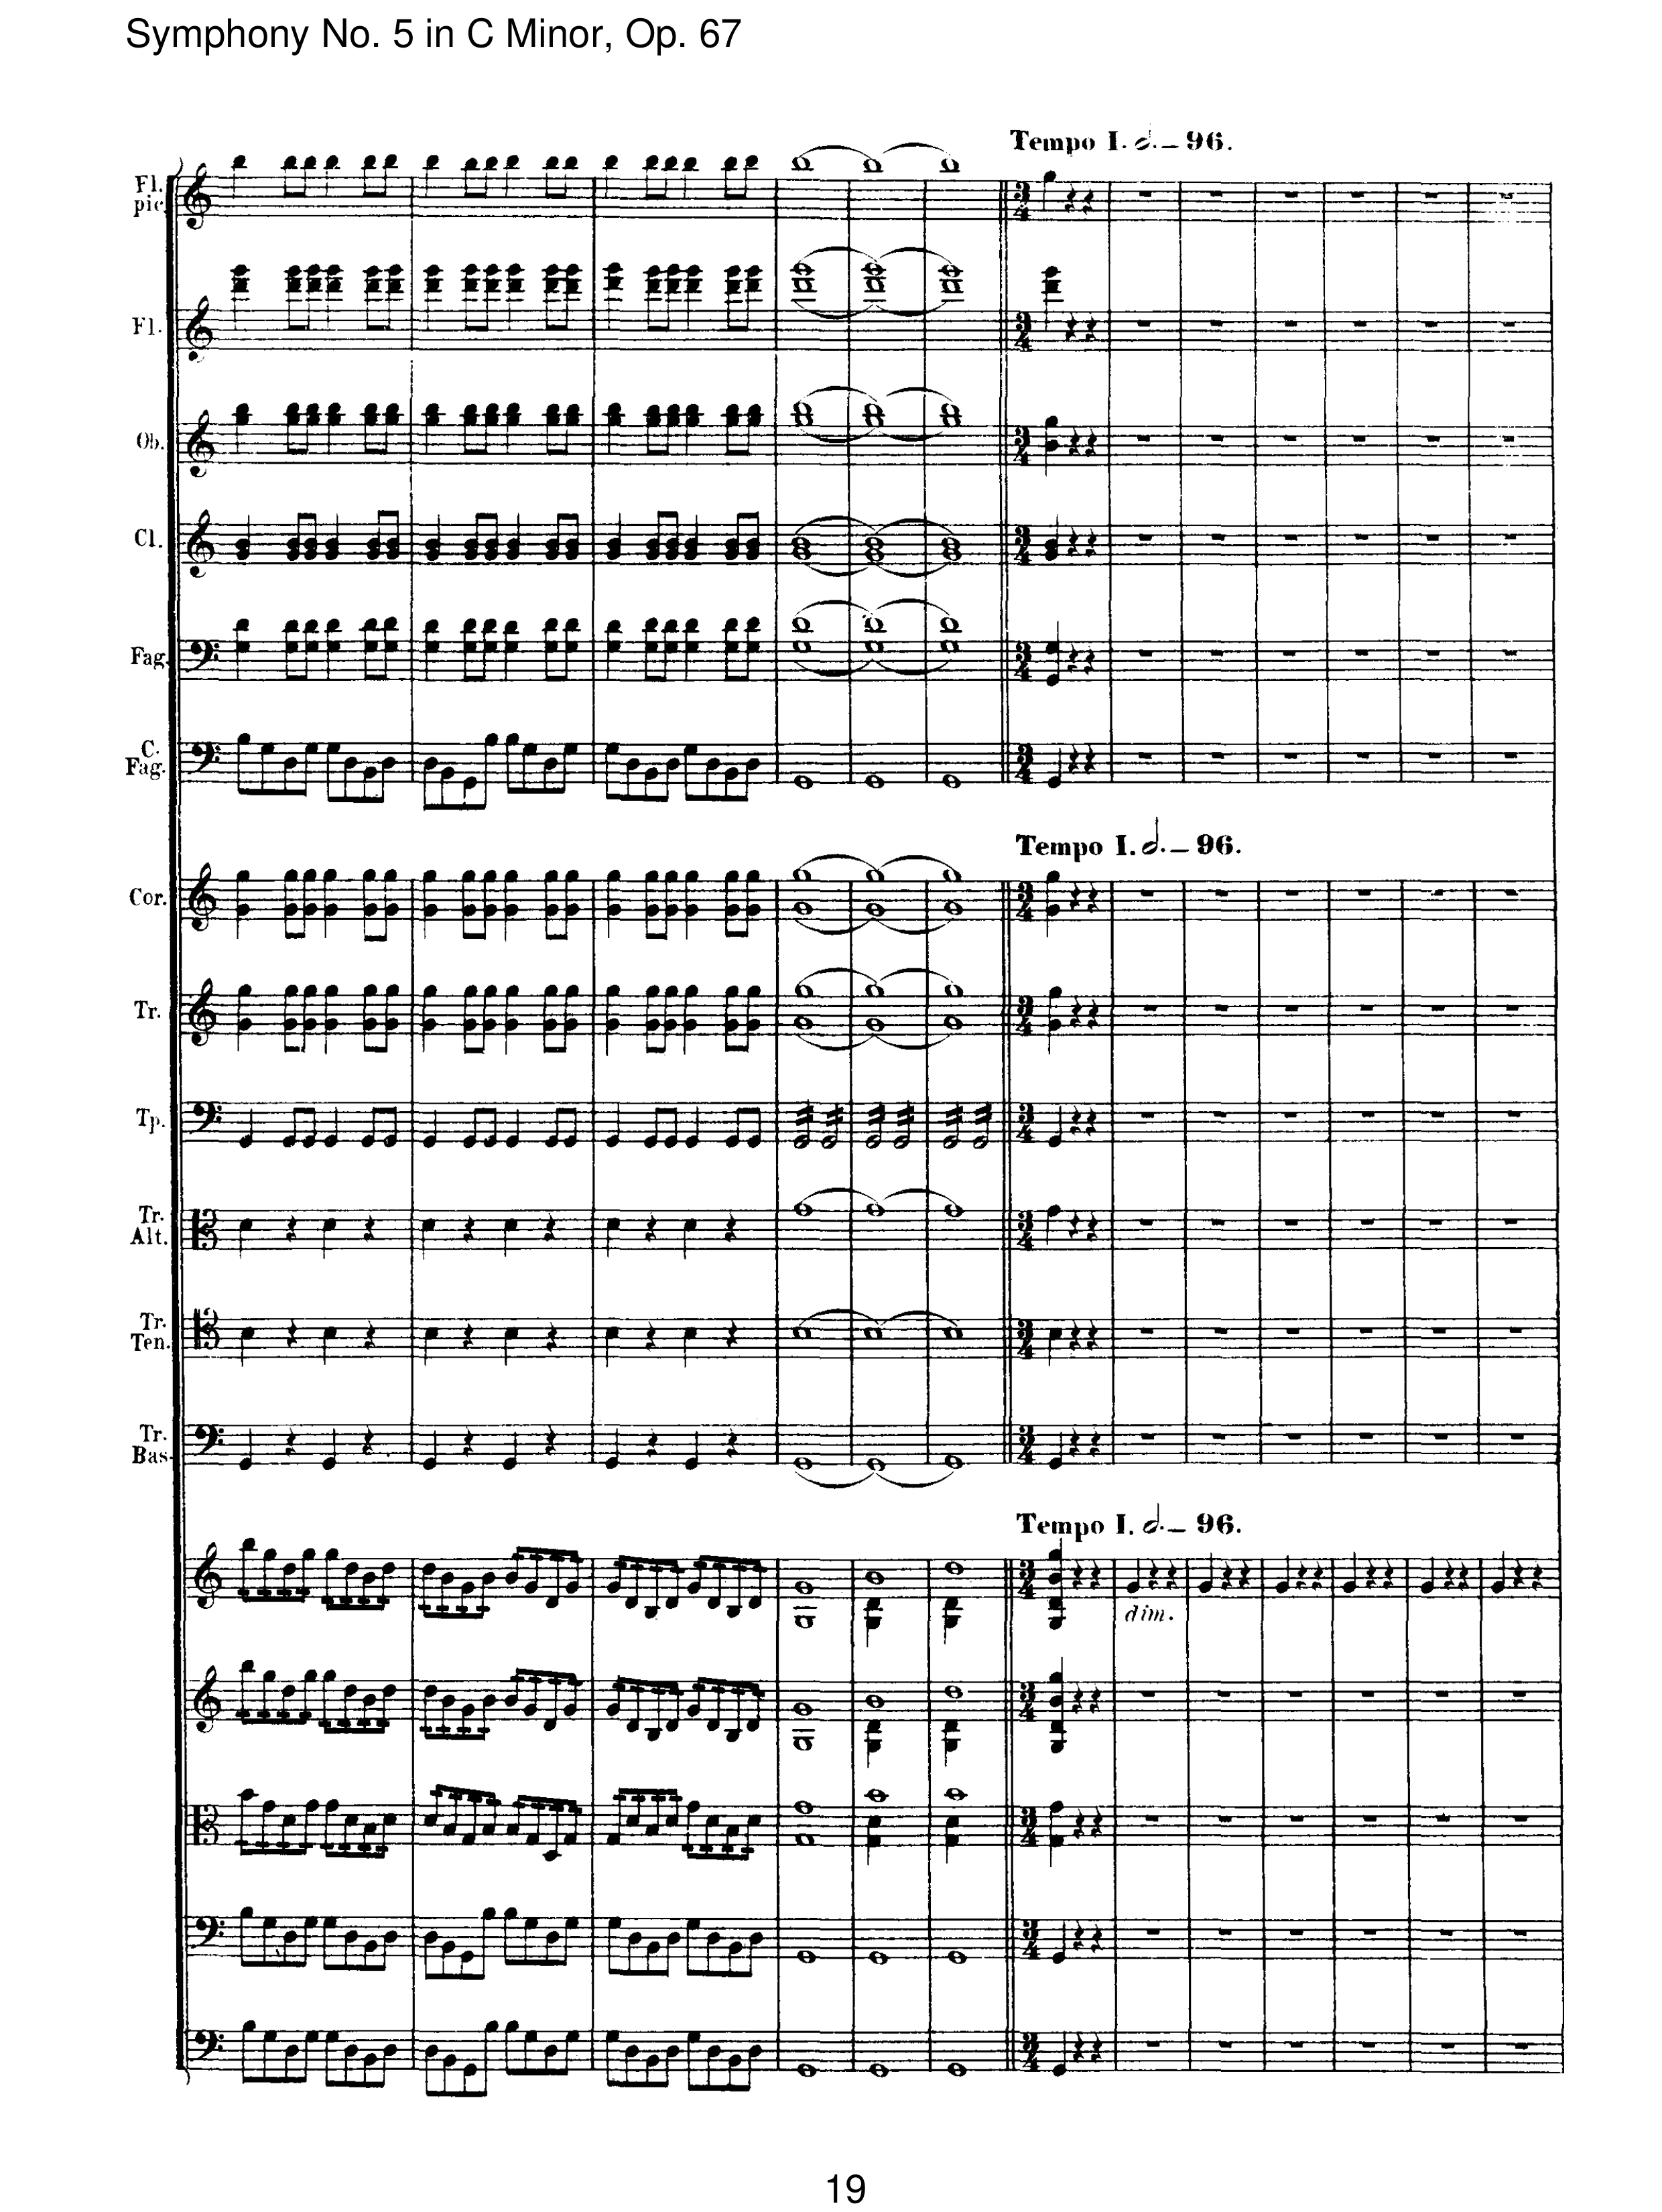 Symphony No. 5 in C Minor, Op. 67
Tempo I. 𝅗𝅥. – 96.
Fl.
pic.
Fl.
Ob.
Cl.
Fag.
C.
Fag.
Tempo I. 𝅗𝅥. – 96.
Cor.
Tr.
Tp.
Tr.
Alt.
Tr.
Ten.
Tr.
Bas.
Tempo I. 𝅗𝅥. – 96.
dim.
19